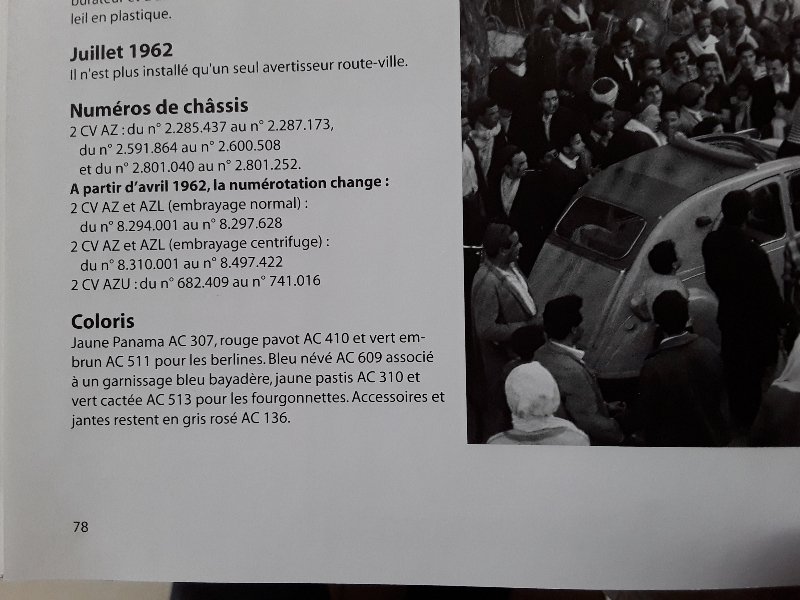 leil en plastique.
Juillet 1962
Il n'est plus installé qu'un seul avertisseur route-ville.
Numéros de châssis
2 CV AZ : du n° 2.285.437 au n° 2.287.173,
du n° 2.591.864 au n° 2.600.508
et du n° 2.801.040 au n° 2.801.252.
A partir d'avril 1962, la numérotation change :
2 CV AZ et AZL (embrayage normal) :
du n° 8.294.001 au n° 8.297.628
2 CV AZ et AZL (embrayage centrifuge) :
du n° 8.310.001 au n° 8.497.422
2 CV AZU : du n° 682.409 au n° 741.016
Coloris
Jaune Panama AC 307, rouge pavot AC 410 et vert em-
brun AC 511 pour les berlines. Bleu névé AC 609 associé
à un garnissage bleu bayadère, jaune pastis AC 310 et
vert cactée AC 513 pour les fourgonnettes. Accessoires et
jantes restent en gris rosé AC 136.
78